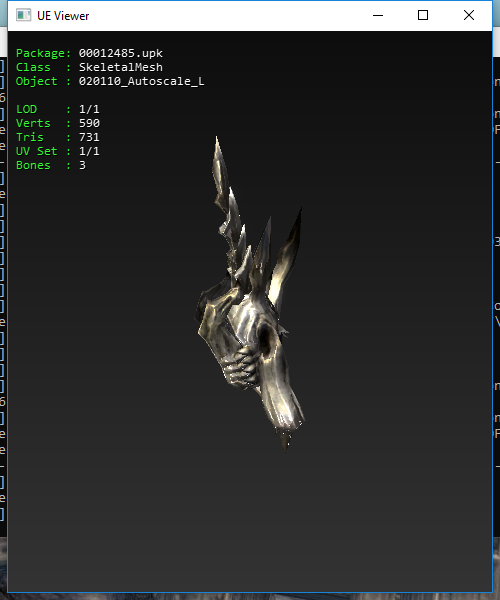 UE Viewer
Package: 00012485.upk
Class : SkeletalMesh
Object : 020110_Autoscale_L
LOD : 1/1
Verts : 590
Tris : 731
UV Set : 1/1
Bones : 3